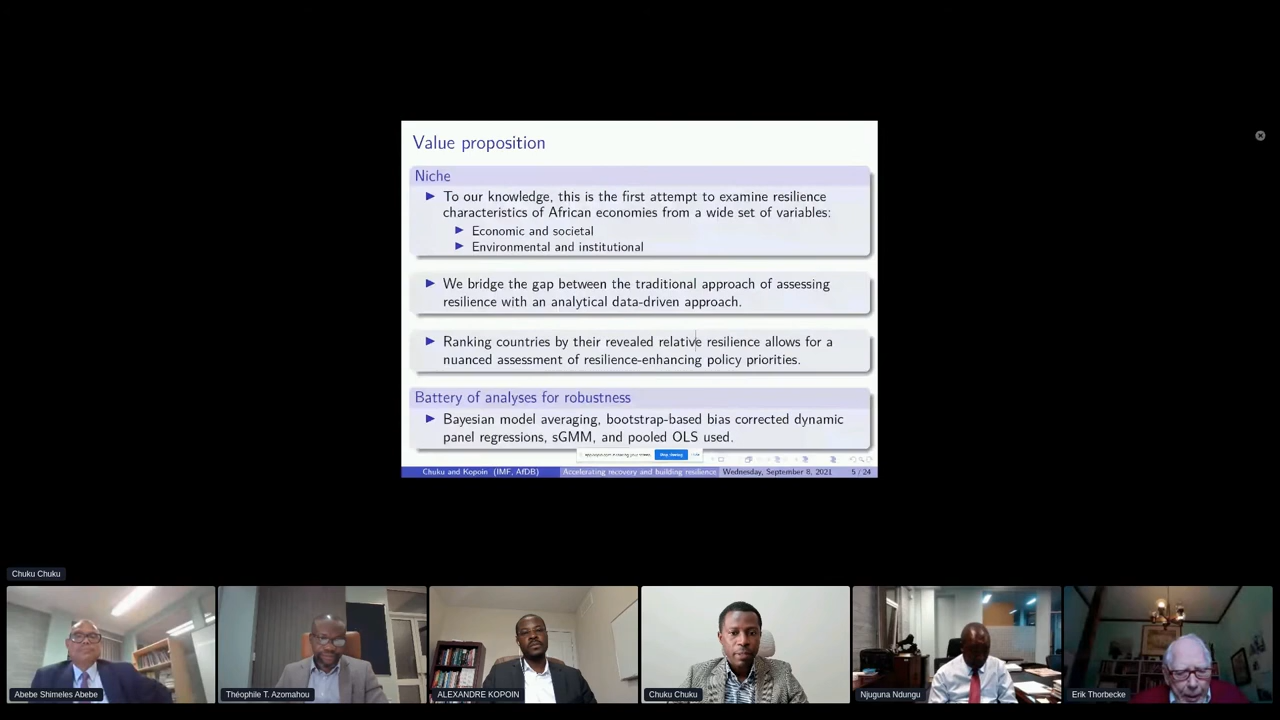 Value proposition
Niche
To our knowledge, this is the first attempt to examine resilience
characteristics of African economies from a wide set of variables:
Economic and societal
Environmental and institutional
We bridge the gap between the traditional approach of assessing
resilience with an analytical data-driven approach.
Ranking countries by their revealed relative resilience allows for a
nuanced assessment of resilience-enhancing policy priorities.
Battery of analyses for robustness
Bayesian model averaging, bootstrap-based bias corrected dynamic
panel regressions, sGMM, and pooled OLS used.
Stop sharing
Chuku and Kopoin (IMF, AfDB) Accelerating recovery and building resilience Wednesday, September 8, 2021 5 / 24
Chuku Chuku
Abebe Shimeles Abebe Théophile T. Azomahou ALEXANDRE KOPOIN Chuku Chuku Njuguna Ndungu Erik Thorbecke